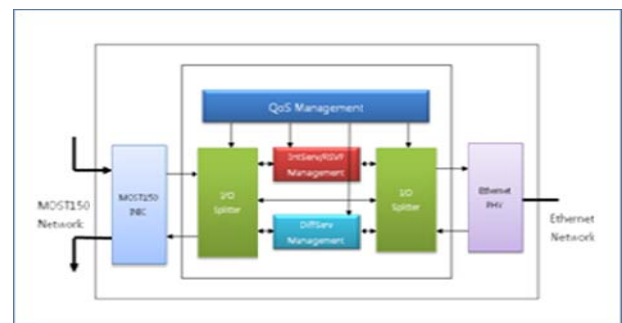 QoS Management
IntServ/RSVP
Management
MOST150
INIC
I/O
Splitter
I/O
Splitter
Ethernet
PHY
MOST150
Network
DiffServ
Management
Ethernet
Network